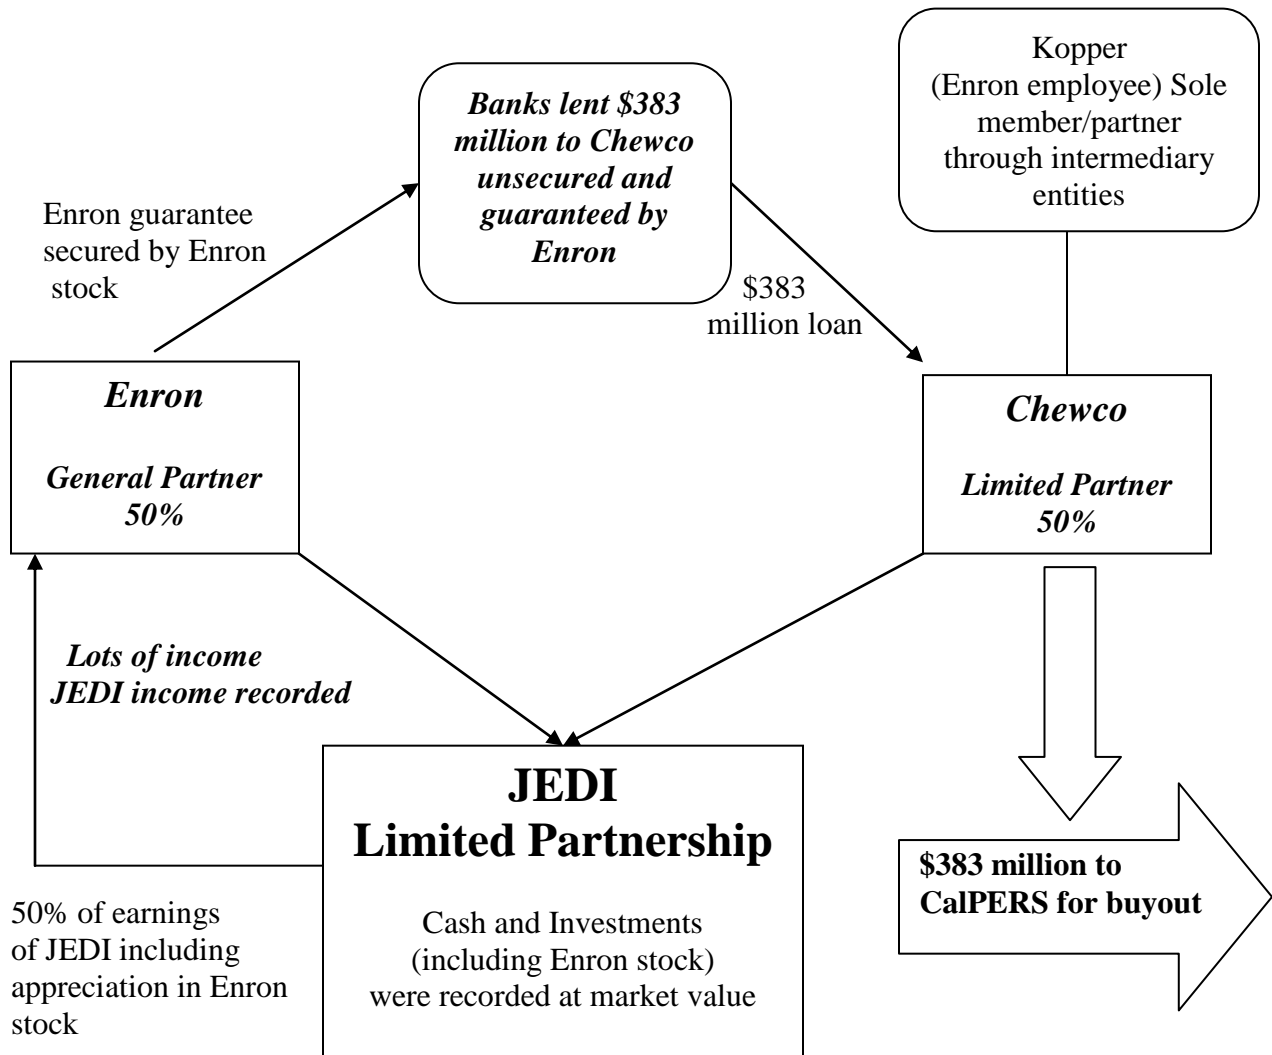 Kopper
(Enron employee) Sole
member/partner
through intermediary
entities
Banks lent $383
million to Chewco
unsecured and
guaranteed by
Enron
Enron guarantee
secured by Enron
stock
$383
million loan
Enron
General Partner
50%
Chewco
Limited Partner
50%
Lots of income
JEDI income recorded
JEDI
Limited Partnership
Cash and Investments
(including Enron stock)
were recorded at market value
$383 million to
CalPERS for buyout
50% of earnings
of JEDI including
appreciation in Enron
stock